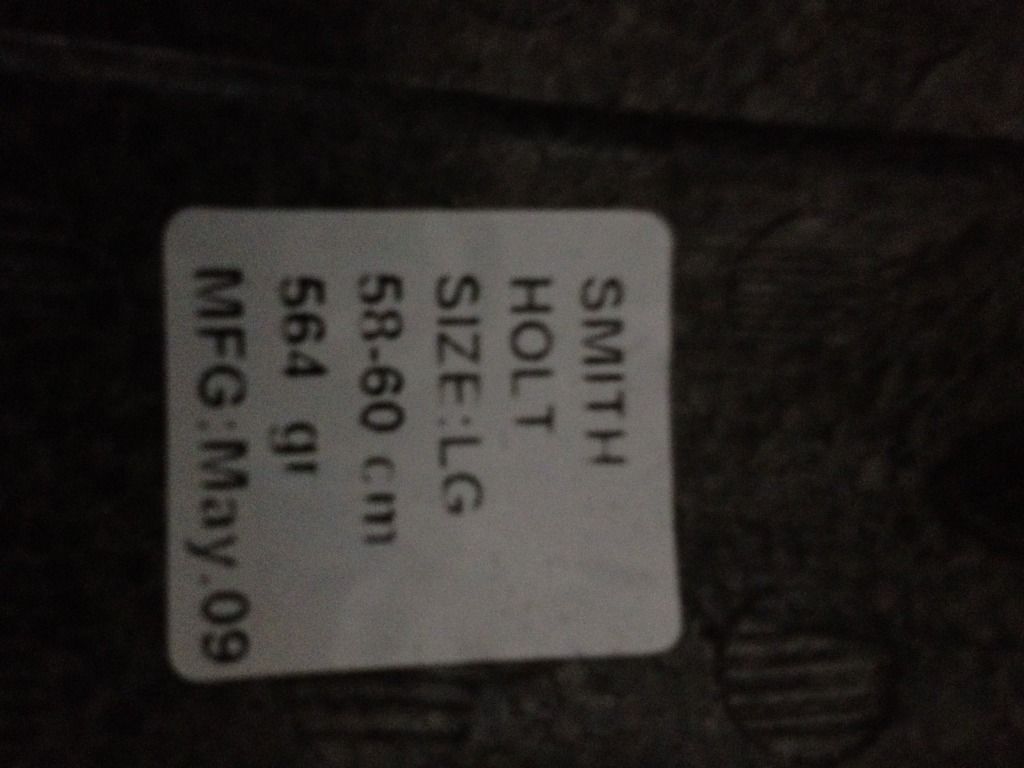 SMITH
HOLT
SIZE:LG
58-60 cm
564 gr
MFG:May.09